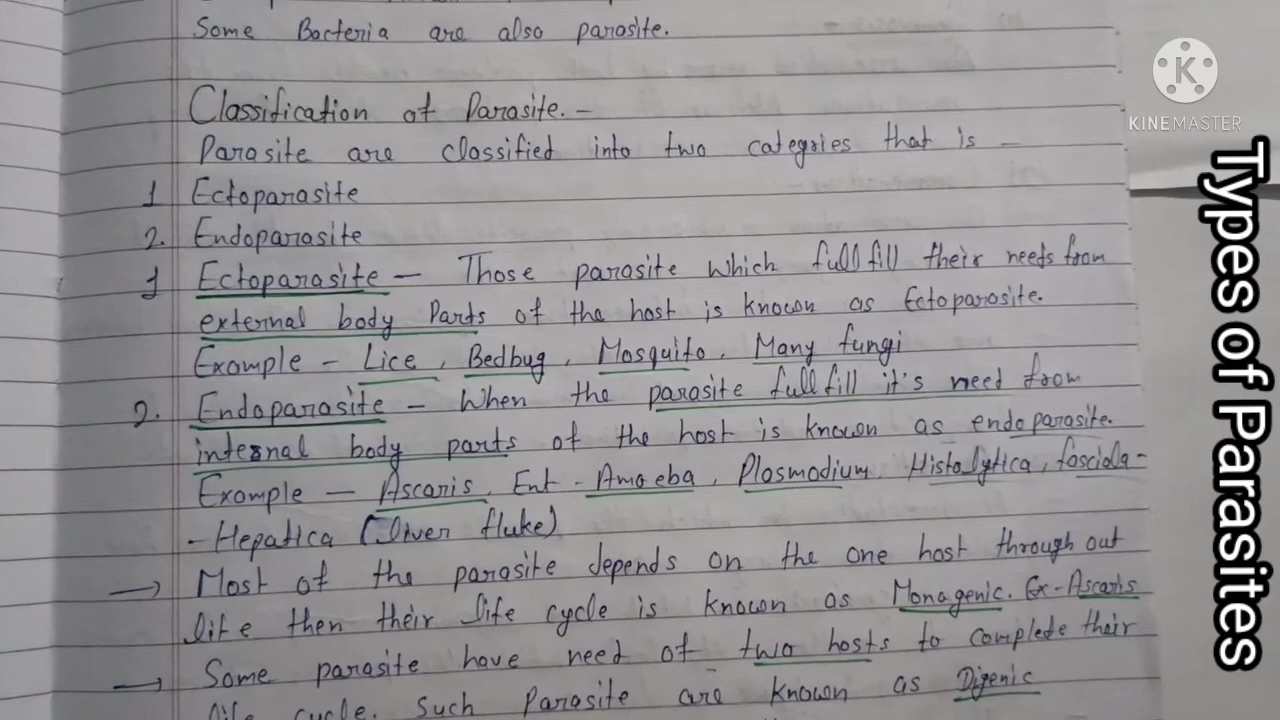 Some Bacteria are also parasite.
Classification of Parasite. -
Parasite are classified into two categries that is -
1 Ectoparasite
2. Endoparasite
1 Ectoparasite - Those parasite which full fill their needs from
external body Parts of the host is known as Ectoparasite.
Example - Lice, Bedbug, Mosquito, Many fungi
2. Endoparasite - When the parasite full fill it's need from
internal body parts of the host is known as endoparasite.
Example - Ascaris, Ent - Amoeba, Plasmodium Histolytica, fasciola -
- Hepatica (Liver fluke)
→ Most of the parasite depends on the one host through out
life then their life cycle is known as Monogenic. Ex - Ascaris
→ Some parasite have need of two hosts to complete their
life cycle. Such Parasite are known as Digenic
KINEMASTER
Types of Parasites